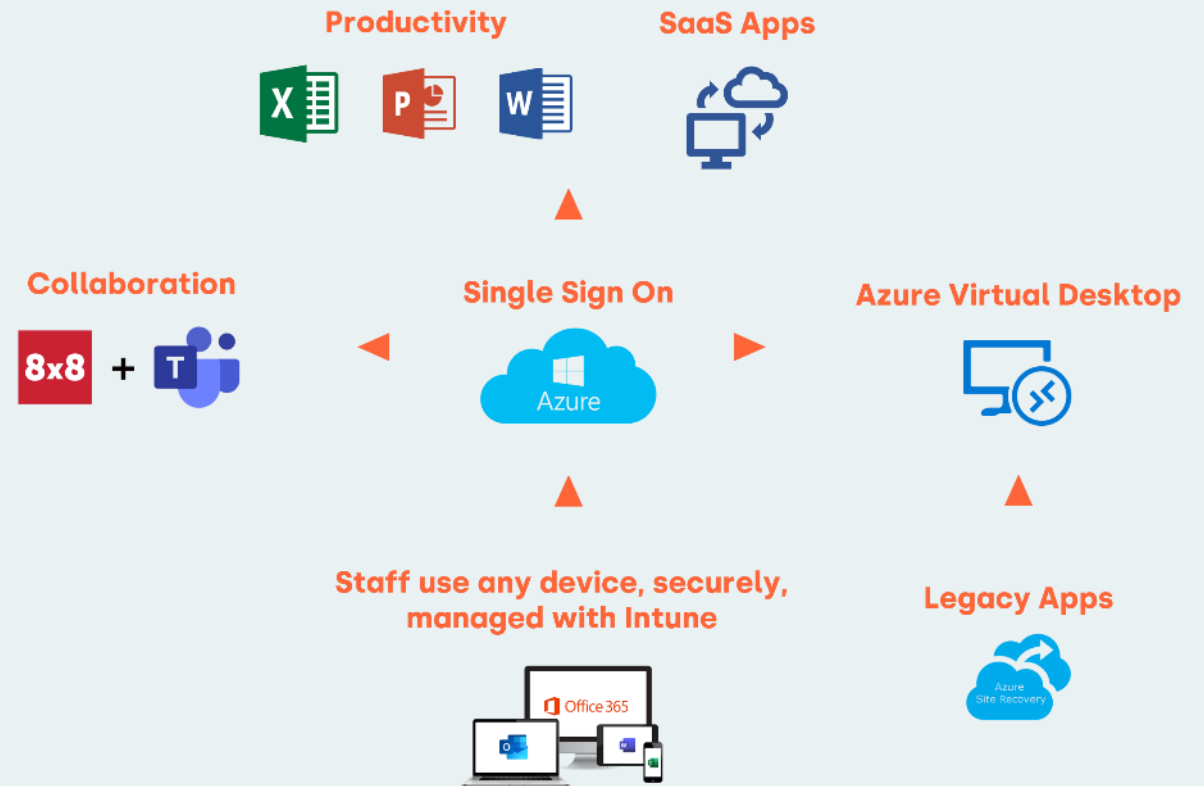 Productivity
SaaS Apps
X
P
W
Collaboration
Single Sign On
Azure Virtual Desktop
8x8 + T
Azure
Staff use any device, securely,
managed with Intune
Legacy Apps
Azure
Site Recovery
Office 365
O